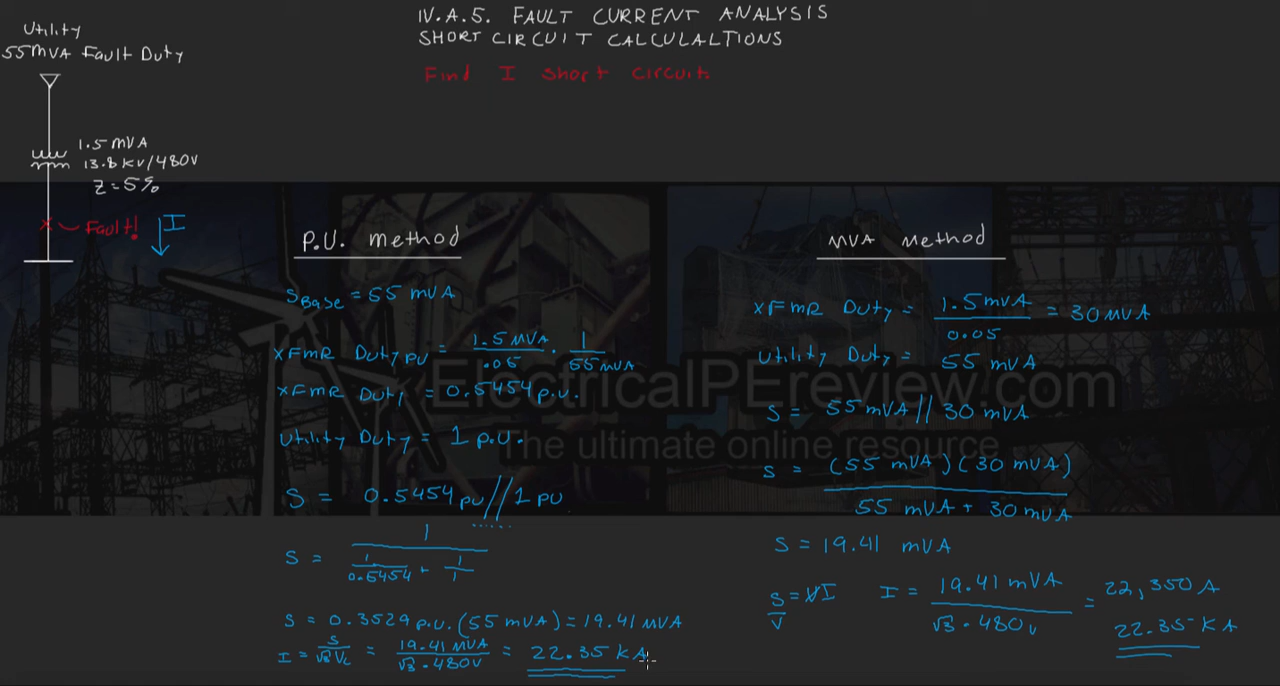 IV.A.5. FAULT CURRENT ANALYSIS
SHORT CIRCUIT CALCULALTIONS
Find I Short Circuit
Utility
55MVA Fault Duty
1.5 MVA
13.8 KV/480V
Z=5%
x Fault! I
P.U. method
S Base = 55 MVA
XFMR Duty PU = 1.5 MVA / .05 · 1 / 55 MVA
XFMR Duty = 0.5454 p.u.
Utility Duty = 1 p.u.
S = 0.5454 pu // 1 pu
S = 1 / (1/0.5454 + 1/1)
S = 0.3529 p.u. (55 MVA) = 19.41 MVA
I = S / √3 VL = 19.41 MVA / √3 · 480V = 22.35 KA
MVA Method
XFMR Duty = 1.5 MVA / 0.05 = 30 MVA
Utility Duty = 55 MVA
S = 55 MVA // 30 MVA
S = (55 MVA)(30 MVA) / 55 MVA + 30 MVA
S = 19.41 MVA
S/V = VI I = 19.41 MVA / √3 · 480V = 22,350 A
22.35 KA
ElectricalPEreview.com
The ultimate online resource